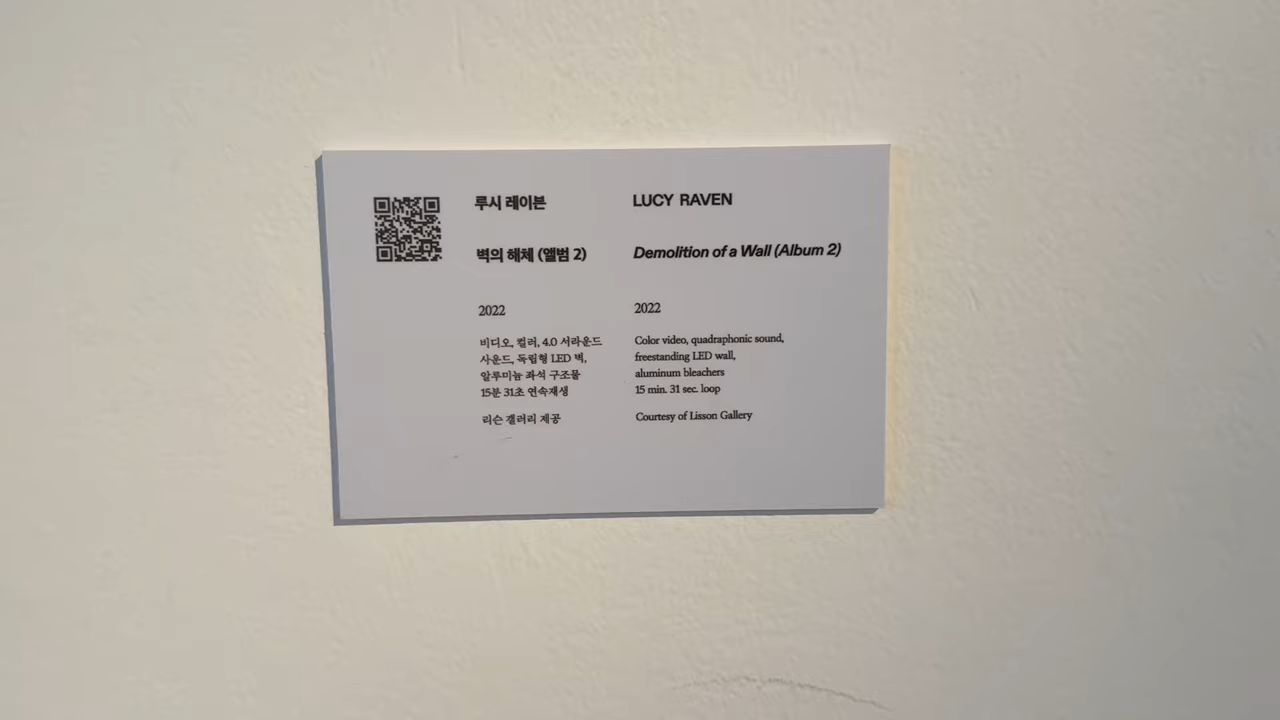 루시 레이븐
벽의 해체 (앨범 2)
2022
비디오, 컬러, 4.0 서라운드
사운드, 독립형 LED 벽,
알루미늄 좌석 구조물
15분 31초 연속재생
리슨 갤러리 제공
LUCY RAVEN
Demolition of a Wall (Album 2)
2022
Color video, quadraphonic sound,
freestanding LED wall,
aluminum bleachers
15 min. 31 sec. loop
Courtesy of Lisson Gallery